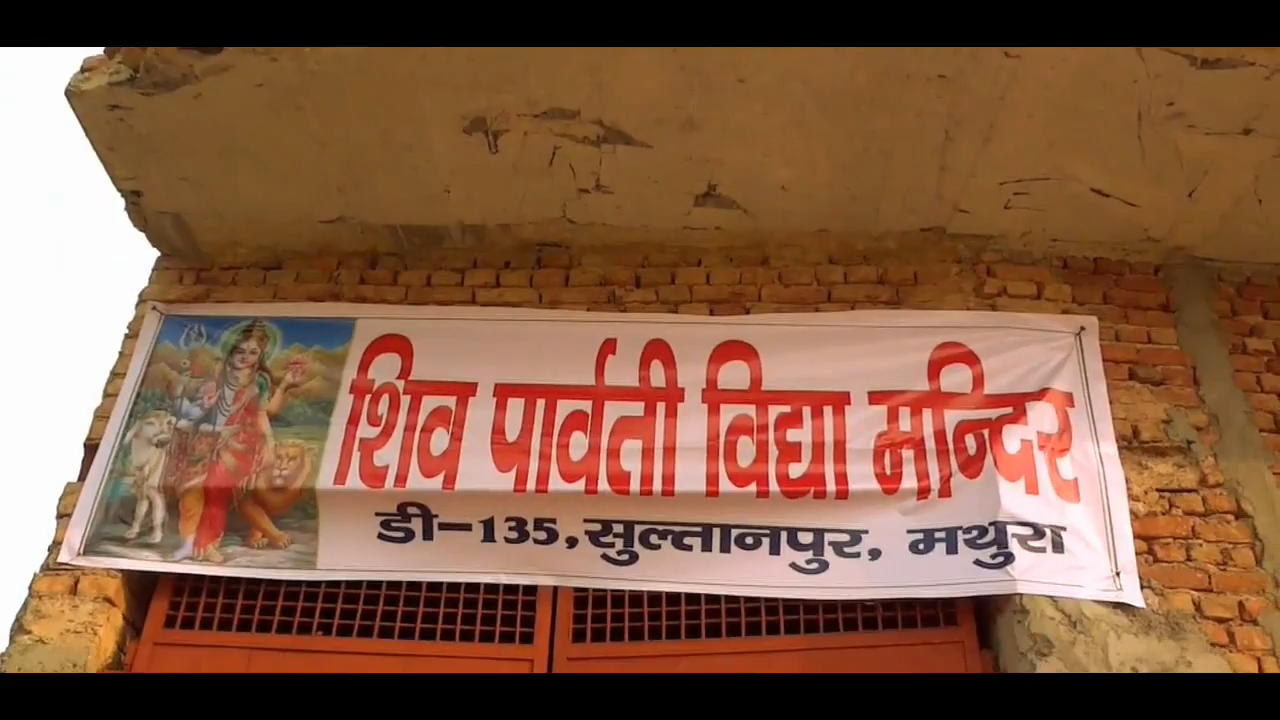 शिव पार्वती विद्या मन्दिर
डी-135, सुल्तानपुर, मथुरा